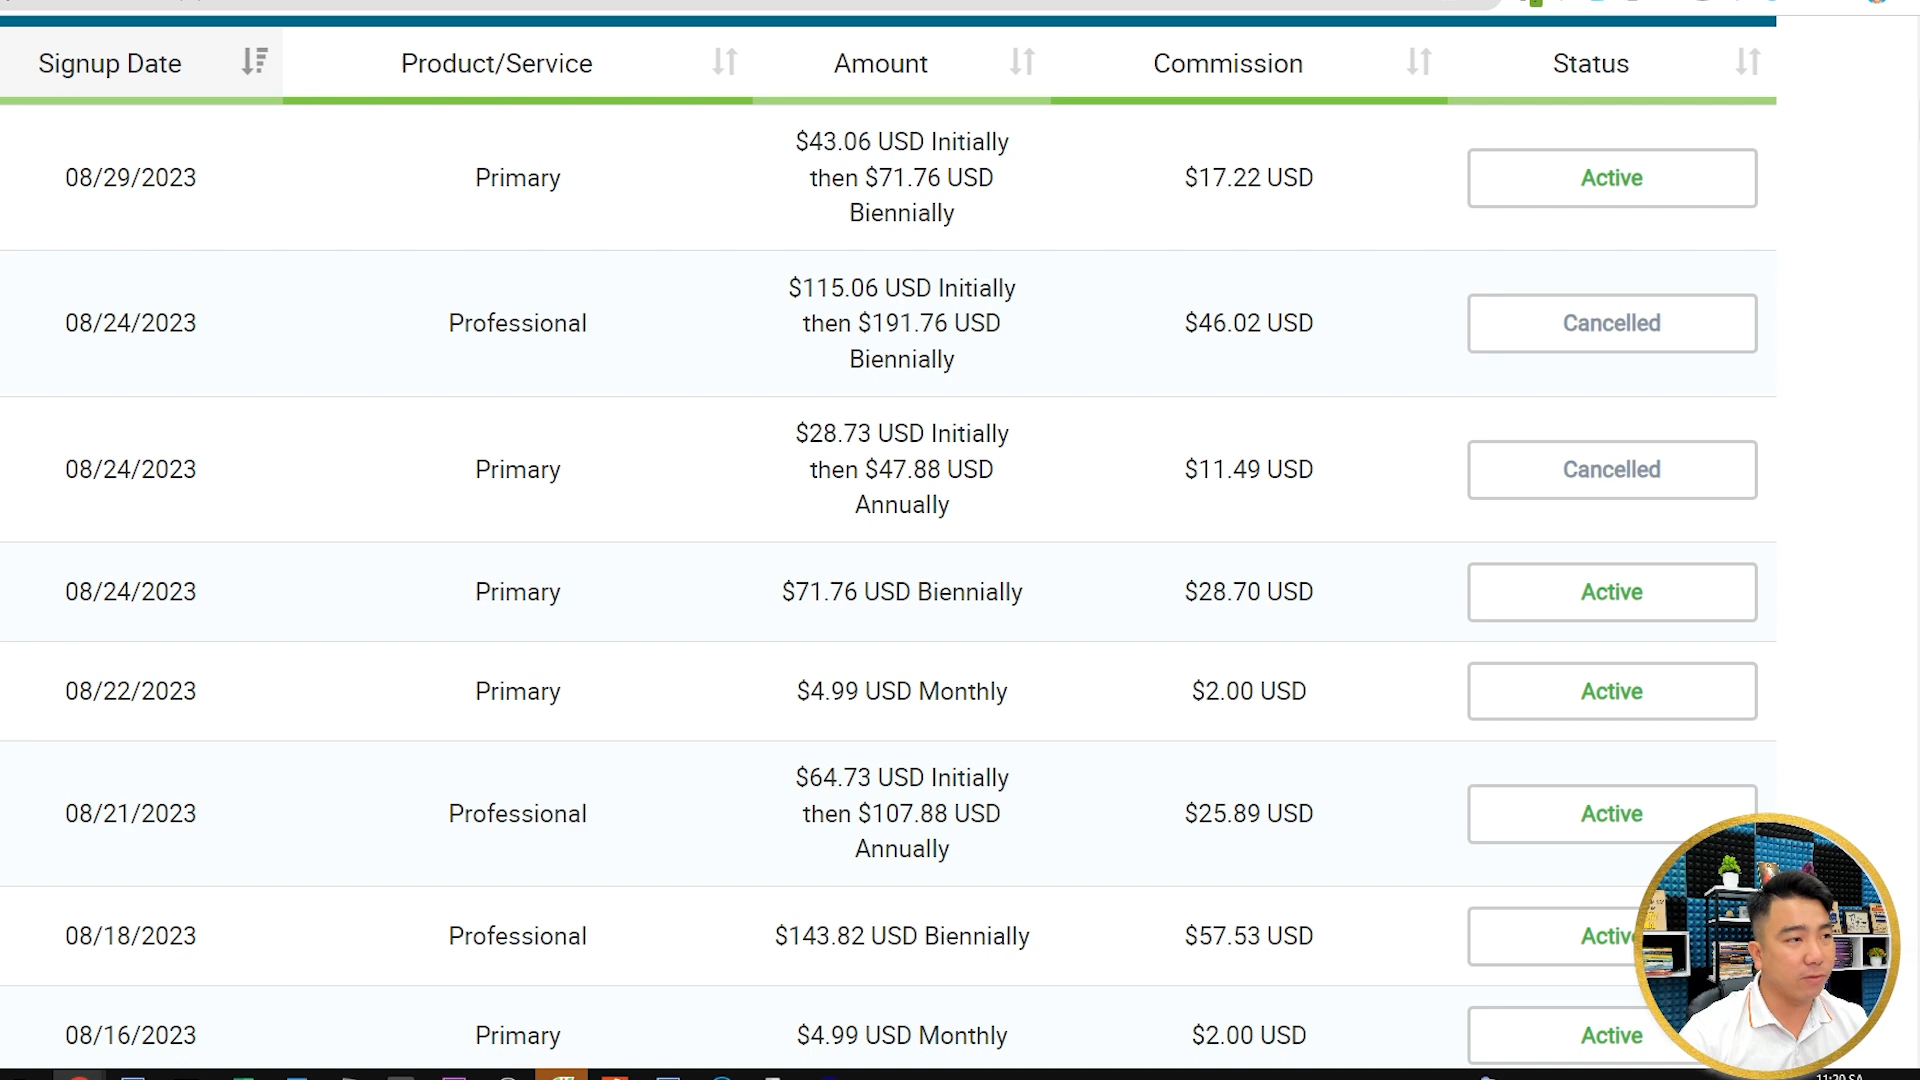 Signup Date Product/Service Amount Commission Status
$43.06 USD Initially
08/29/2023 Primary then $71.76 USD $17.22 USD Active
Biennially
$115.06 USD Initially
08/24/2023 Professional then $191.76 USD $46.02 USD Cancelled
Biennially
$28.73 USD Initially
08/24/2023 Primary then $47.88 USD $11.49 USD Cancelled
Annually
08/24/2023 Primary $71.76 USD Biennially $28.70 USD Active
08/22/2023 Primary $4.99 USD Monthly $2.00 USD Active
$64.73 USD Initially
08/21/2023 Professional then $107.88 USD $25.89 USD Active
Annually
08/18/2023 Professional $143.82 USD Biennially $57.53 USD Active
08/16/2023 Primary $4.99 USD Monthly $2.00 USD Active